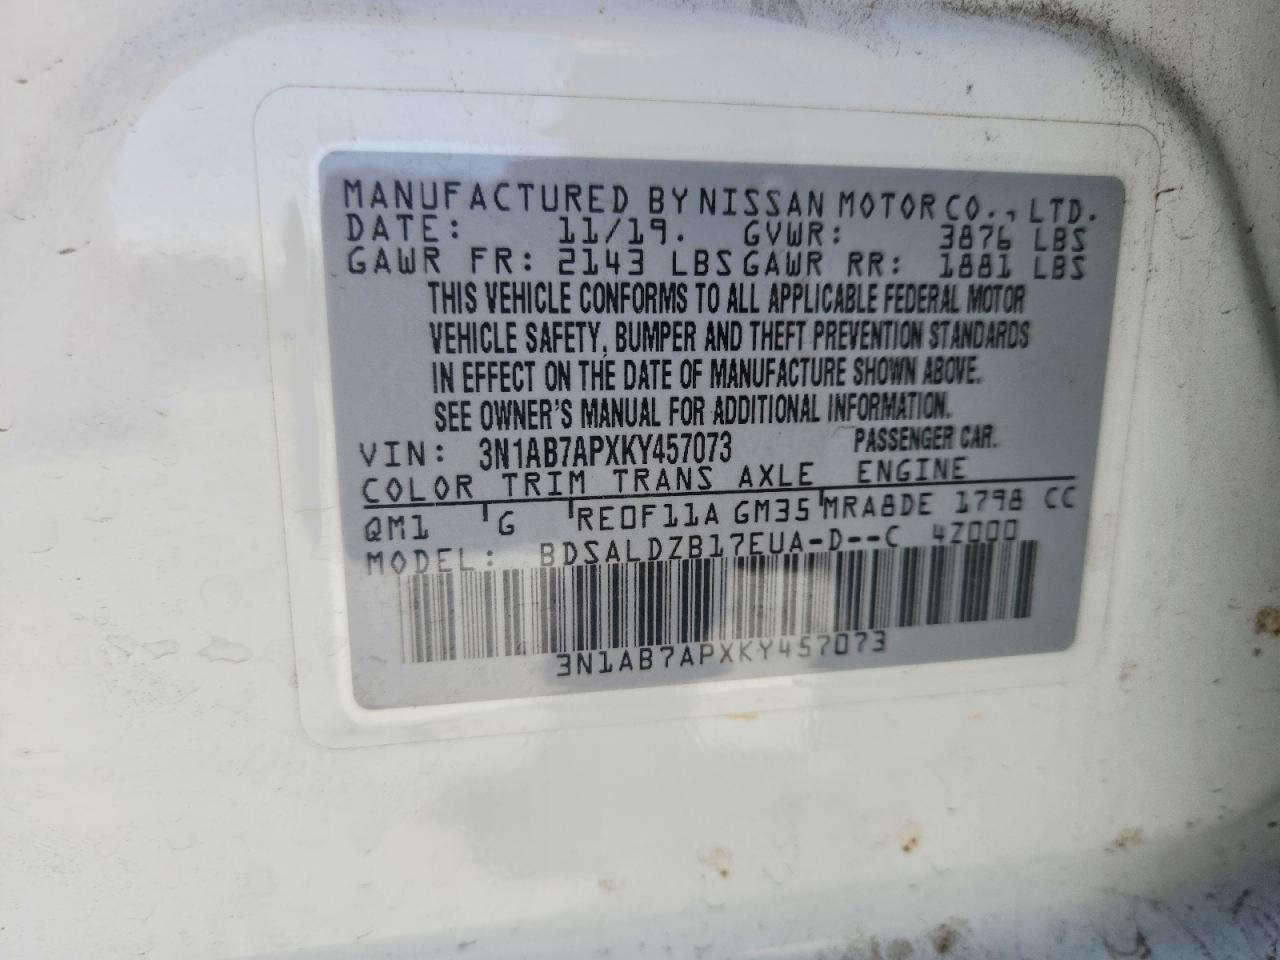 MANUFACTURED BY NISSAN MOTOR CO., LTD.
DATE: 11/19. GVWR: 3876 LBS
GAWR FR: 2143 LBS GAWR RR: 1881 LBS
THIS VEHICLE CONFORMS TO ALL APPLICABLE FEDERAL MOTOR
VEHICLE SAFETY, BUMPER AND THEFT PREVENTION STANDARDS
IN EFFECT ON THE DATE OF MANUFACTURE SHOWN ABOVE.
SEE OWNER'S MANUAL FOR ADDITIONAL INFORMATION.
VIN: 3N1AB7APXKY457073 PASSENGER CAR.
COLOR TRIM TRANS AXLE ENGINE
QM1 G RE0F11A GM35 MRA8DE 1798 CC
MODEL: BDSALDZB17EUA-D--C 4Z000
3N1AB7APXKY457073